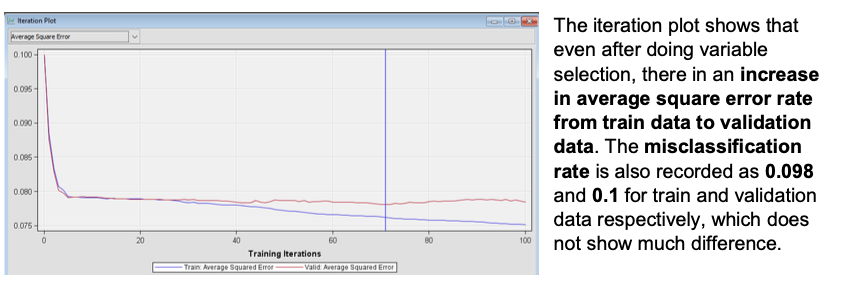 Iteration Plot
Average Square Error
0.100
0.095
0.090
0.085
0.080
0.075
0
20
40
60
80
100
Training Iterations
Train: Average Squared Error
Valid: Average Squared Error
The iteration plot shows that
even after doing variable
selection, there in an increase
in average square error rate
from train data to validation
data. The misclassification
rate is also recorded as 0.098
and 0.1 for train and validation
data respectively, which does
not show much difference.